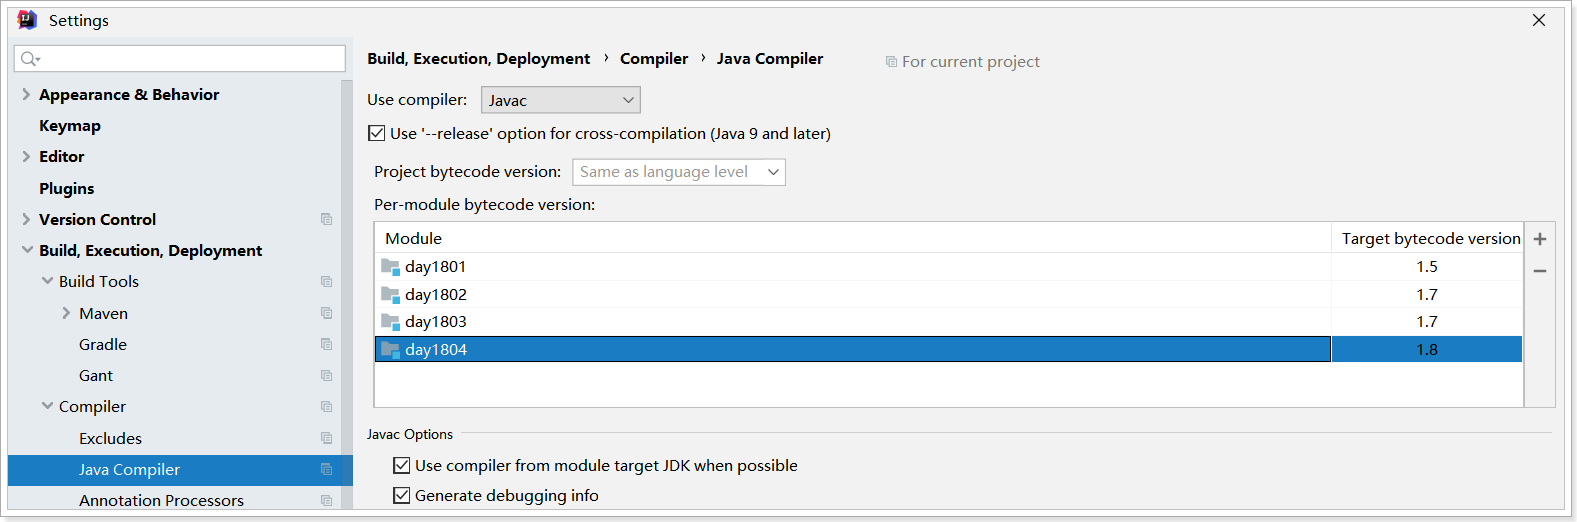 Settings
Appearance & Behavior
Keymap
Editor
Plugins
Version Control
Build, Execution, Deployment
Build Tools
Maven
Gradle
Gant
Compiler
Excludes
Java Compiler
Annotation Processors
Build, Execution, Deployment › Compiler › Java Compiler
For current project
Use compiler: Javac
Use '--release' option for cross-compilation (Java 9 and later)
Project bytecode version: Same as language level
Per-module bytecode version:
Module Target bytecode version
day1801 1.5
day1802 1.7
day1803 1.7
day1804 1.8
Javac Options
Use compiler from module target JDK when possible
Generate debugging info